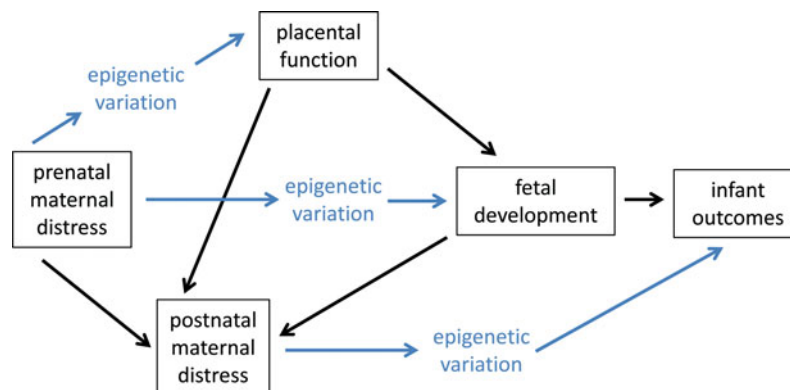 placental
function
epigenetic
variation
prenatal
maternal
distress
epigenetic
variation
fetal
development
infant
outcomes
postnatal
maternal
distress
epigenetic
variation